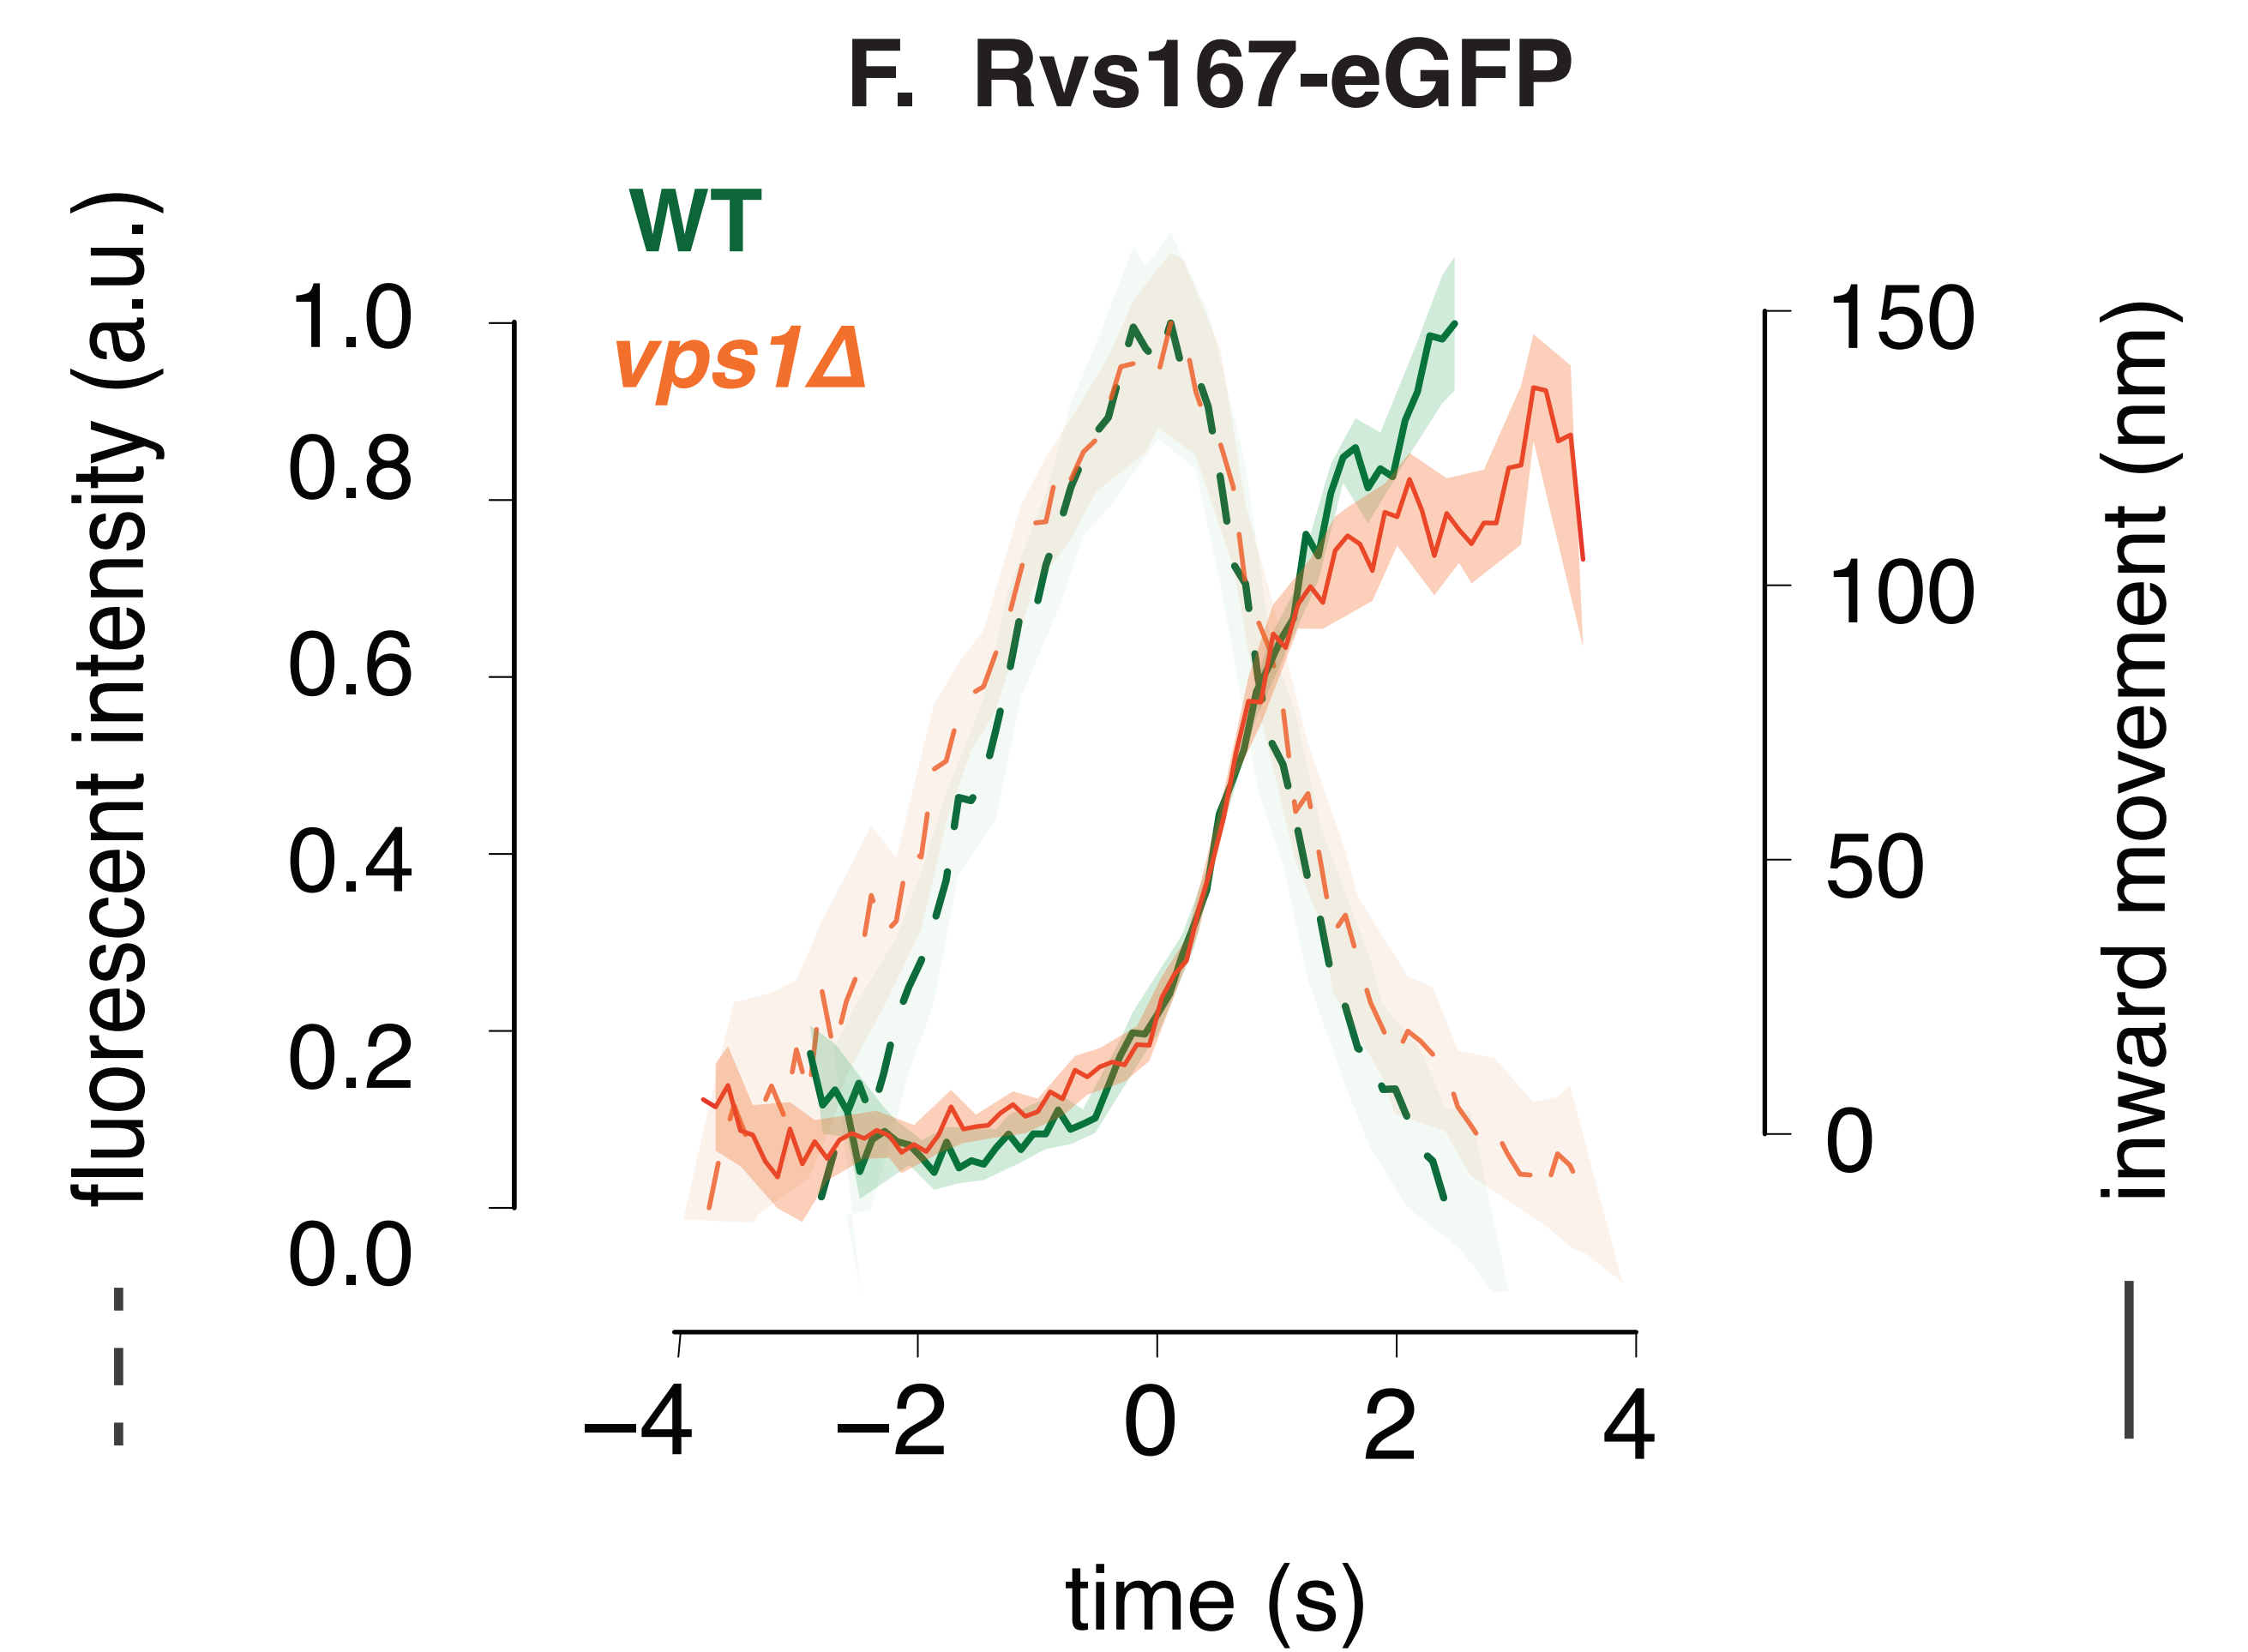 F. Rvs167-eGFP
WT
vps1Δ
fluorescent intensity (a.u.)
1.0
0.8
0.6
0.4
0.2
0.0
150
100
50
0
inward movement (nm)
−4 −2 0 2 4
time (s)